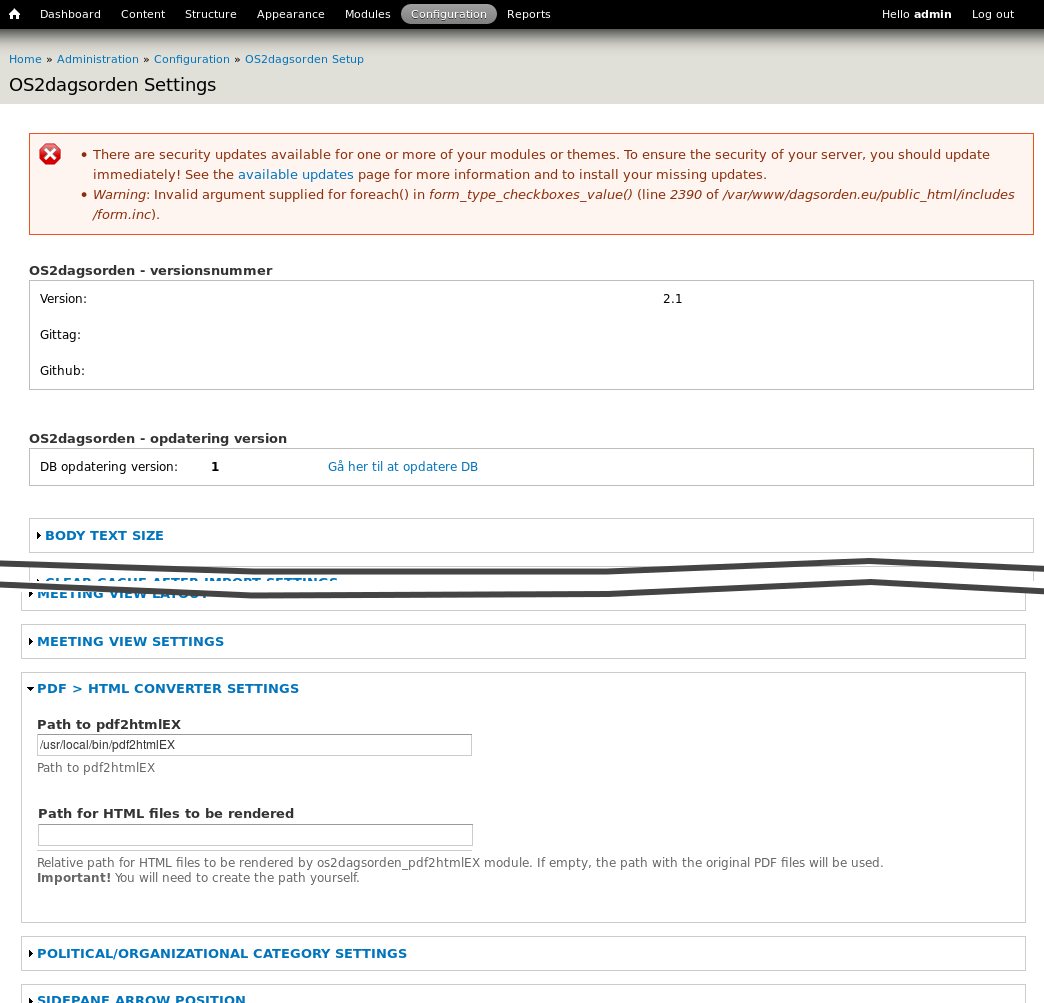 Dashboard Content Structure Appearance Modules Configuration Reports Hello admin Log out
Home » Administration » Configuration » OS2dagsorden Setup
OS2dagsorden Settings
• There are security updates available for one or more of your modules or themes. To ensure the security of your server, you should update
immediately! See the available updates page for more information and to install your missing updates.
• Warning: Invalid argument supplied for foreach() in form_type_checkboxes_value() (line 2390 of /var/www/dagsorden.eu/public_html/includes
/form.inc).
OS2dagsorden - versionsnummer
Version: 2.1
Gittag:
Github:
OS2dagsorden - opdatering version
DB opdatering version: 1 Gå her til at opdatere DB
BODY TEXT SIZE
CLEAR CACHE AFTER IMPORT SETTINGS
MEETING VIEW LAYOUT
MEETING VIEW SETTINGS
PDF > HTML CONVERTER SETTINGS
Path to pdf2htmlEX
/usr/local/bin/pdf2htmlEX
Path to pdf2htmlEX
Path for HTML files to be rendered
Relative path for HTML files to be rendered by os2dagsorden_pdf2htmlEX module. If empty, the path with the original PDF files will be used.
Important! You will need to create the path yourself.
POLITICAL/ORGANIZATIONAL CATEGORY SETTINGS
SIDEPANE ARROW POSITION